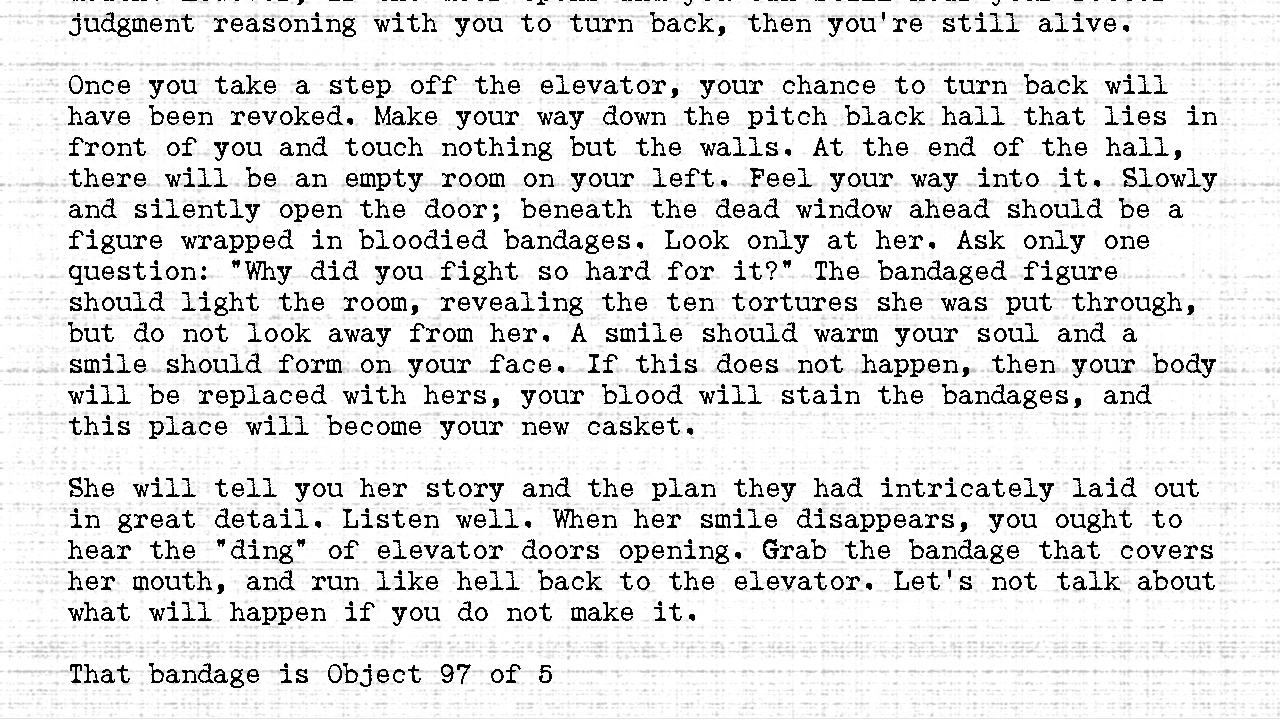 judgment reasoning with you to turn back, then you're still alive.
Once you take a step off the elevator, your chance to turn back will
have been revoked. Make your way down the pitch black hall that lies in
front of you and touch nothing but the walls. At the end of the hall,
there will be an empty room on your left. Feel your way into it. Slowly
and silently open the door; beneath the dead window ahead should be a
figure wrapped in bloodied bandages. Look only at her. Ask only one
question: "Why did you fight so hard for it?" The bandaged figure
should light the room, revealing the ten tortures she was put through,
but do not look away from her. A smile should warm your soul and a
smile should form on your face. If this does not happen, then your body
will be replaced with hers, your blood will stain the bandages, and
this place will become your new casket.
She will tell you her story and the plan they had intricately laid out
in great detail. Listen well. When her smile disappears, you ought to
hear the "ding" of elevator doors opening. Grab the bandage that covers
her mouth, and run like hell back to the elevator. Let's not talk about
what will happen if you do not make it.
That bandage is Object 97 of 5